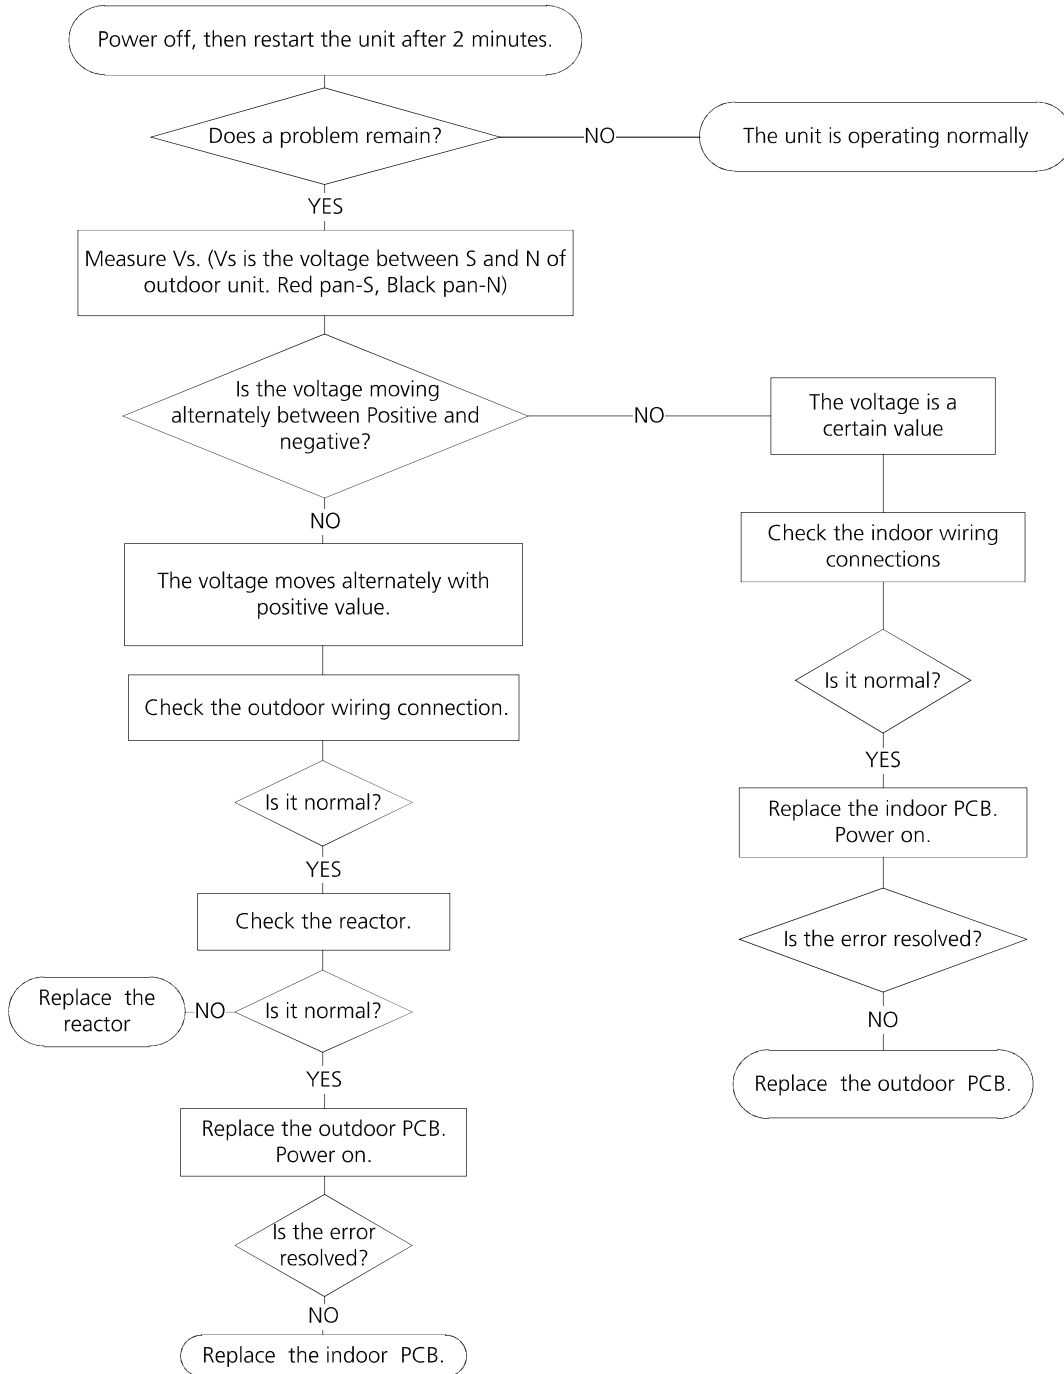 Power off, then restart the unit after 2 minutes.
Does a problem remain?
NO
The unit is operating normally
YES
Measure Vs. (Vs is the voltage between S and N of
outdoor unit. Red pan-S, Black pan-N)
Is the voltage moving
alternately between Positive and
negative?
NO
The voltage is a
certain value
NO
Check the indoor wiring
connections
The voltage moves alternately with
positive value.
Is it normal?
Check the outdoor wiring connection.
YES
Is it normal?
Replace the indoor PCB.
Power on.
YES
Check the reactor.
Is the error resolved?
Replace the
reactor
NO
Is it normal?
NO
YES
Replace the outdoor PCB.
Replace the outdoor PCB.
Power on.
Is the error
resolved?
NO
Replace the indoor PCB.